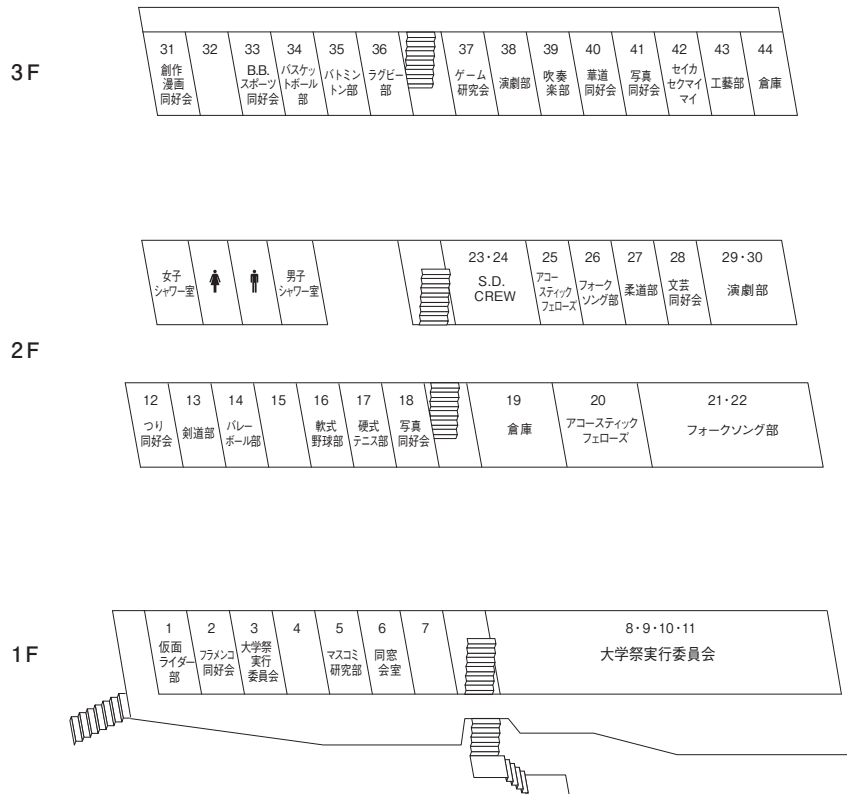 3F
31
創作
漫画
同好会
32
33
B.B.
スポーツ
同好会
34
バスケッ
トボール
部
35
バトミン
トン部
36
ラグビー
部
37
ゲーム
研究会
38
演劇部
39
吹奏
楽部
40
華道
同好会
41
写真
同好会
42
セイカ
セクマイ
マイ
43
工藝部
44
倉庫
2F
女子
シャワー室
男子
シャワー室
23・24
S.D.
CREW
25
アコー
スティック
フェローズ
26
フォーク
ソング部
27
柔道部
28
文芸
同好会
29・30
演劇部
12
つり
同好会
13
剣道部
14
バレー
ボール部
15
16
軟式
野球部
17
硬式
テニス部
18
写真
同好会
19
倉庫
20
アコースティック
フェローズ
21・22
フォークソング部
1F
1
仮面
ライダー
部
2
フラメンコ
同好会
3
大学祭
実行
委員会
4
5
マスコミ
研究部
6
同窓
会室
7
8・9・10・11
大学祭実行委員会